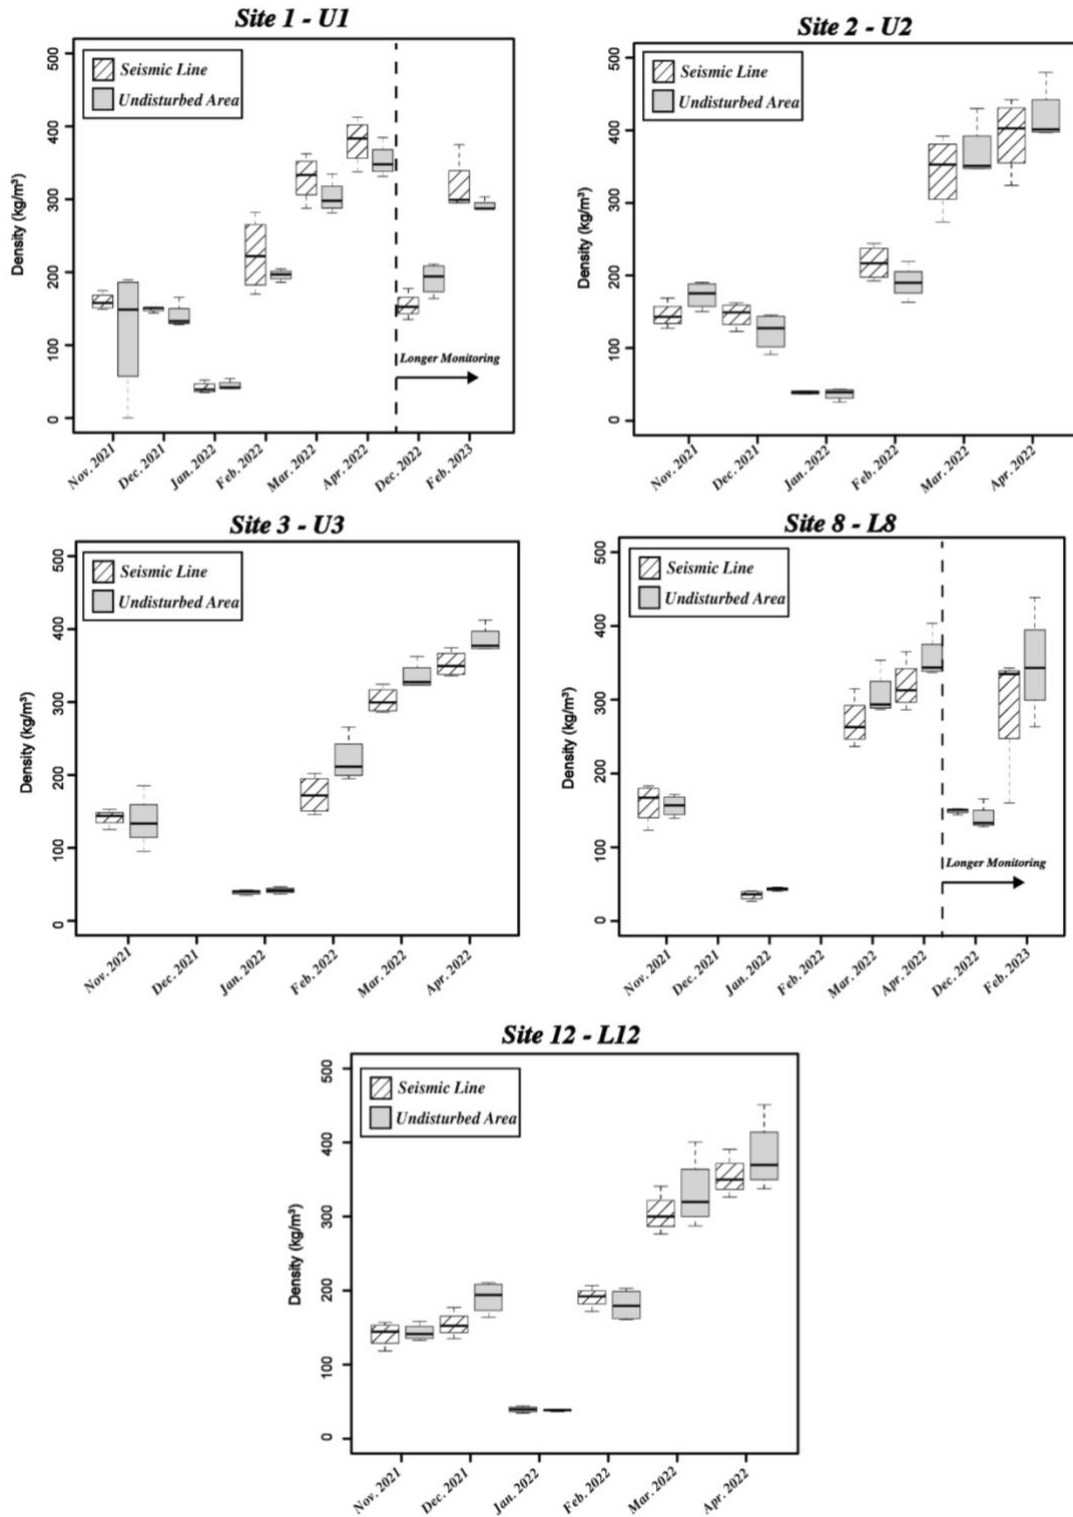 Site 1 - U1
Density (kg/m³)
500
400
300
200
100
0
Seismic Line
Undisturbed Area
Longer Monitoring
Nov. 2021
Dec. 2021
Jan. 2022
Feb. 2022
Mar. 2022
Apr. 2022
Dec. 2022
Feb. 2023
Site 2 - U2
Density (kg/m³)
500
400
300
200
100
0
Seismic Line
Undisturbed Area
Nov. 2021
Dec. 2021
Jan. 2022
Feb. 2022
Mar. 2022
Apr. 2022
Site 3 - U3
Density (kg/m³)
500
400
300
200
100
0
Seismic Line
Undisturbed Area
Nov. 2021
Dec. 2021
Jan. 2022
Feb. 2022
Mar. 2022
Apr. 2022
Site 8 - L8
Density (kg/m³)
500
400
300
200
100
0
Seismic Line
Undisturbed Area
Longer Monitoring
Nov. 2021
Dec. 2021
Jan. 2022
Feb. 2022
Mar. 2022
Apr. 2022
Dec. 2022
Feb. 2023
Site 12 - L12
Density (kg/m³)
500
400
300
200
100
0
Seismic Line
Undisturbed Area
Nov. 2021
Dec. 2021
Jan. 2022
Feb. 2022
Mar. 2022
Apr. 2022